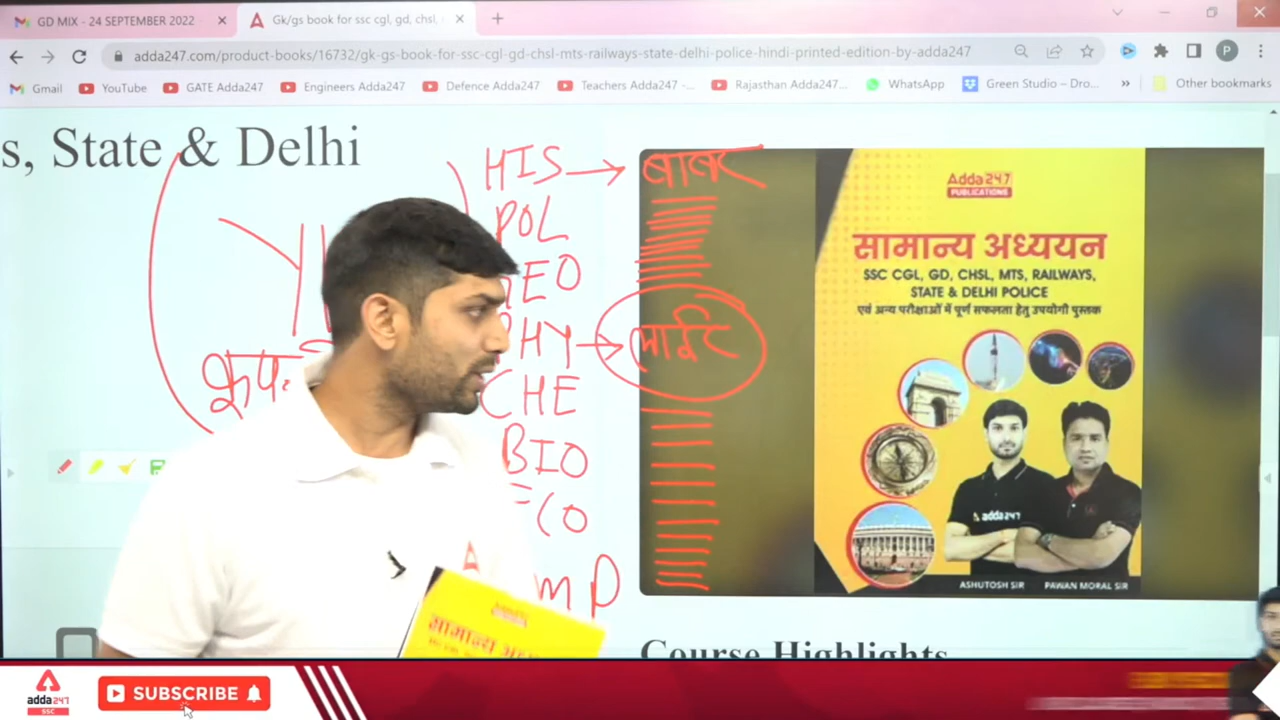 GD MIX - 24 SEPTEMBER 2022
Gk/gs book for ssc cgl, gd, chsl,
adda247.com/product-books/16732/gk-gs-book-for-ssc-cgl-gd-chsl-mts-railways-state-delhi-police-hindi-printed-edition-by-adda247
P
Gmail YouTube GATE Adda247 Engineers Adda247 Defence Adda247 Teachers Adda247 -... Rajasthan Adda247... WhatsApp Green Studio – Dro... » Other bookmarks
s, State & Delhi
HIS → बाबर
POL
EO
HY
CHE
BIO
ECO
Adda247
PUBLICATIONS
सामान्य अध्ययन
SSC CGL, GD, CHSL, MTS, RAILWAYS,
STATE & DELHI POLICE
एवं अन्य परीक्षाओं में पूर्ण सफलता हेतु उपयोगी पुस्तक
adda247
ASHUTOSH SIR PAWAN MORAL SIR
Course Highlights
सामान्य
adda247
SSC
SUBSCRIBE